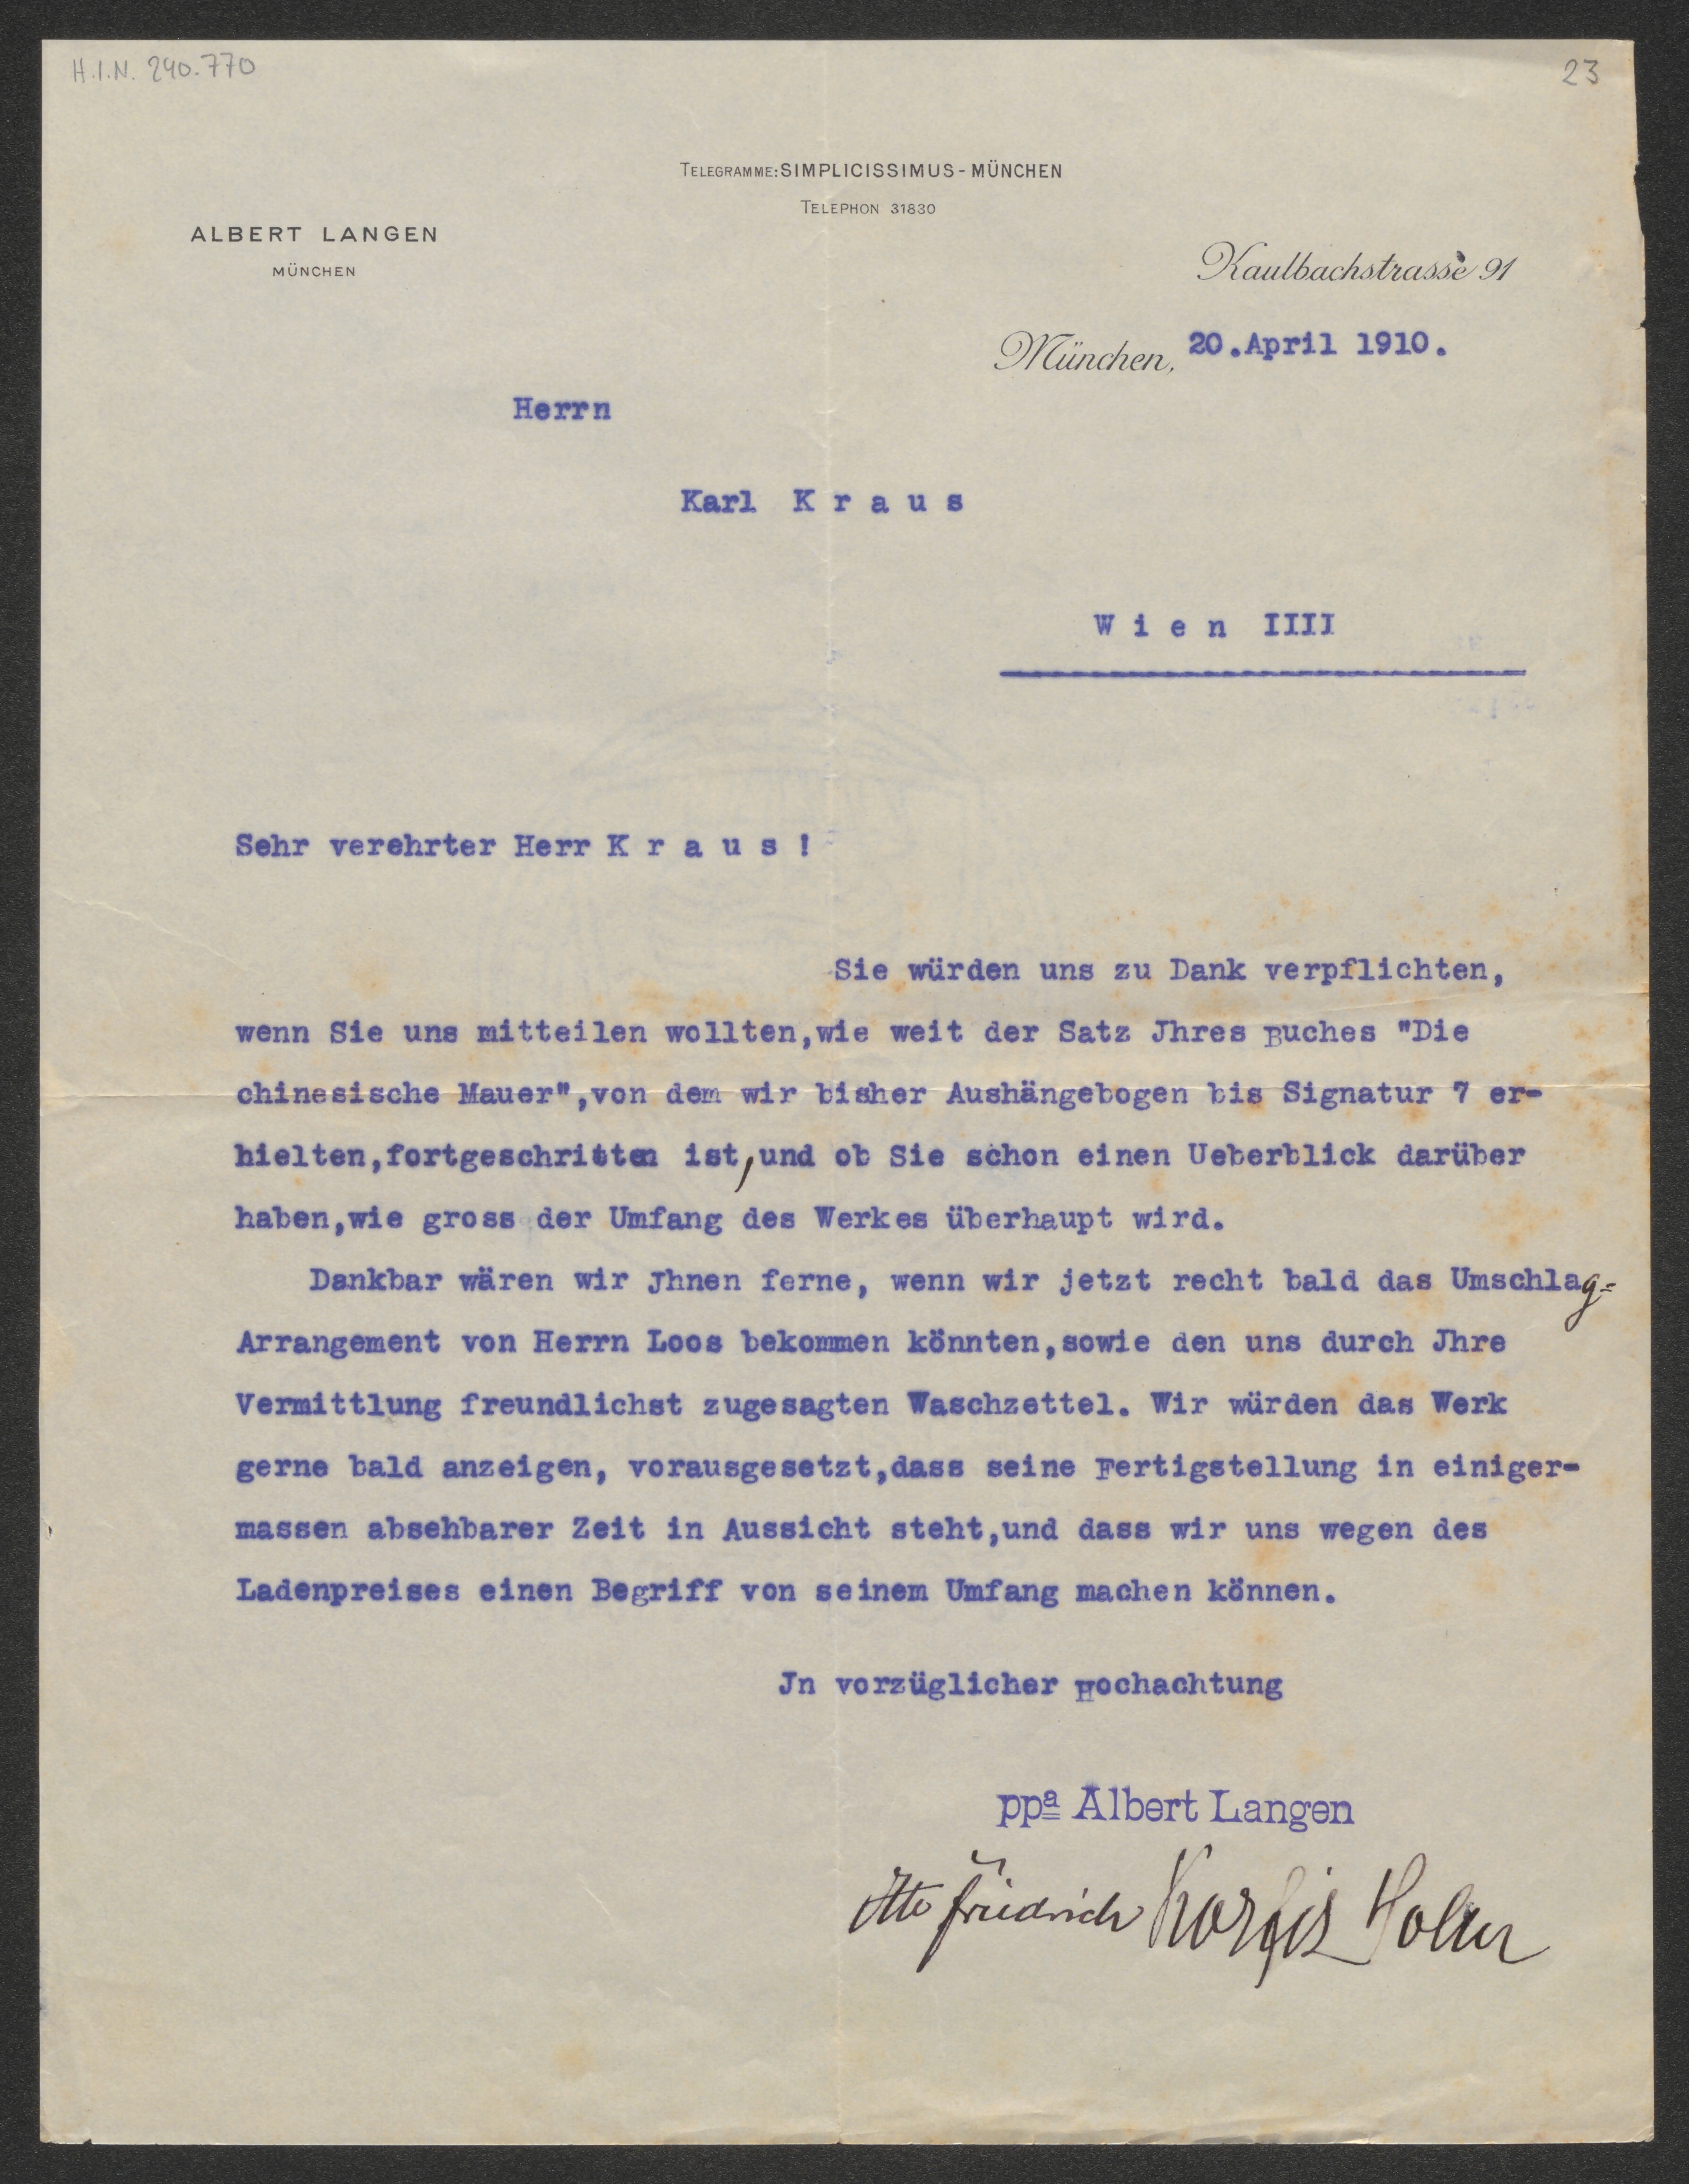 H.I.N. 240.770
23
TELEGRAMME: SIMPLICISSIMUS - MÜNCHEN
TELEPHON 31830
ALBERT LANGEN
MÜNCHEN
Kaulbachstrasse 91
München, 20.April 1910.
Herrn
Karl K r a u s
W i e n IIII
Sehr verehrter Herr K r a u s !
Sie würden uns zu Dank verpflichten,
wenn Sie uns mitteilen wollten,wie weit der Satz Jhres Buches "Die
chinesische Mauer",von dem wir bisher Aushängebogen bis Signatur 7 er-
hielten,fortgeschritten ist,und ob Sie schon einen Ueberblick darüber
haben,wie gross der Umfang des Werkes überhaupt wird.
Dankbar wären wir Jhnen ferne, wenn wir jetzt recht bald das Umschlag=
Arrangement von Herrn Loos bekommen könnten,sowie den uns durch Jhre
Vermittlung freundlichst zugesagten Waschzettel. Wir würden das Werk
gerne bald anzeigen, vorausgesetzt,dass seine Fertigstellung in einiger-
massen absehbarer Zeit in Aussicht steht,und dass wir uns wegen des
Ladenpreises einen Begriff von seinem Umfang machen können.
Jn vorzüglicher Hochachtung
ppa Albert Langen
Otto Friedrich Korfiz Holm